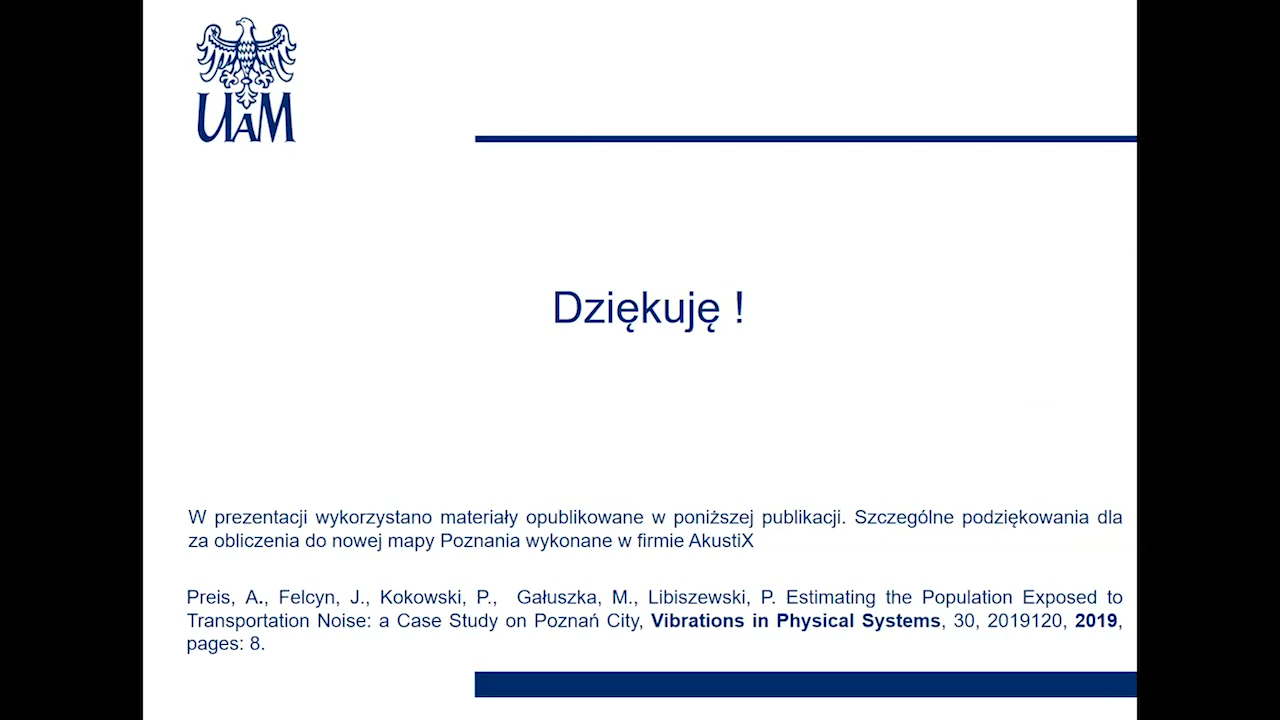 UAM
Dziękuję !
W prezentacji wykorzystano materiały opublikowane w poniższej publikacji. Szczególne podziękowania dla
za obliczenia do nowej mapy Poznania wykonane w firmie AkustiX
Preis, A., Felcyn, J., Kokowski, P., Gałuszka, M., Libiszewski, P. Estimating the Population Exposed to
Transportation Noise: a Case Study on Poznań City, Vibrations in Physical Systems, 30, 2019120, 2019,
pages: 8.